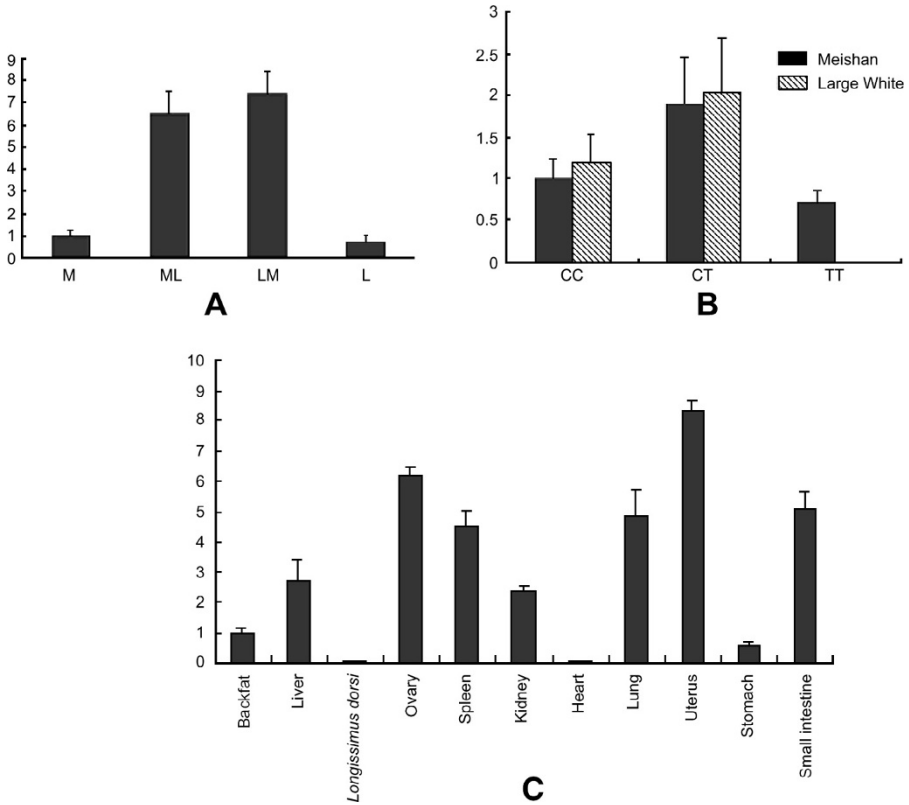 9
8
7
6
5
4
3
2
1
0
M ML LM L
A
3
2.5
2
1.5
1
0.5
0
Meishan
Large White
CC CT TT
B
10
9
8
7
6
5
4
3
2
1
0
Backfat
Liver
Longissimus dorsi
Ovary
Spleen
Kidney
Heart
Lung
Uterus
Stomach
Small intestine
C